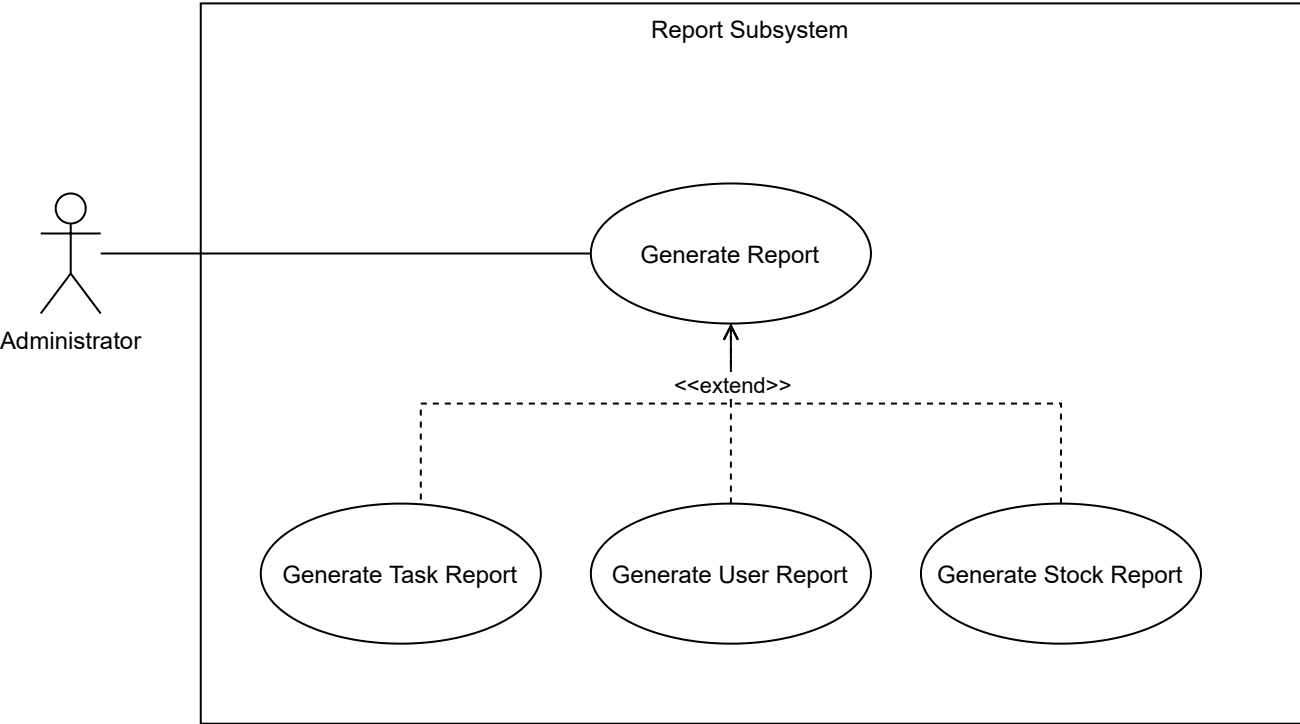 Report Subsystem
Generate Report
Administrator
<<extend>>
Generate Task Report
Generate User Report
Generate Stock Report